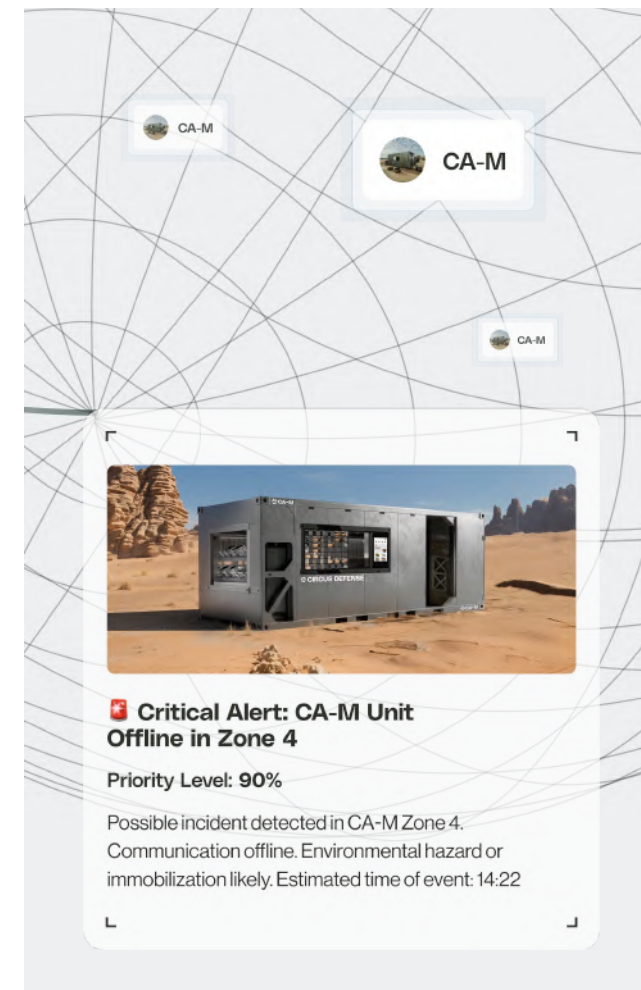 CA-M
CA-M
CA-M
CA-M
CIRCUS DEFENSE
🚨 Critical Alert: CA-M Unit
Offline in Zone 4
Priority Level: 90%
Possible incident detected in CA-M Zone 4.
Communication offline. Environmental hazard or
immobilization likely. Estimated time of event: 14:22